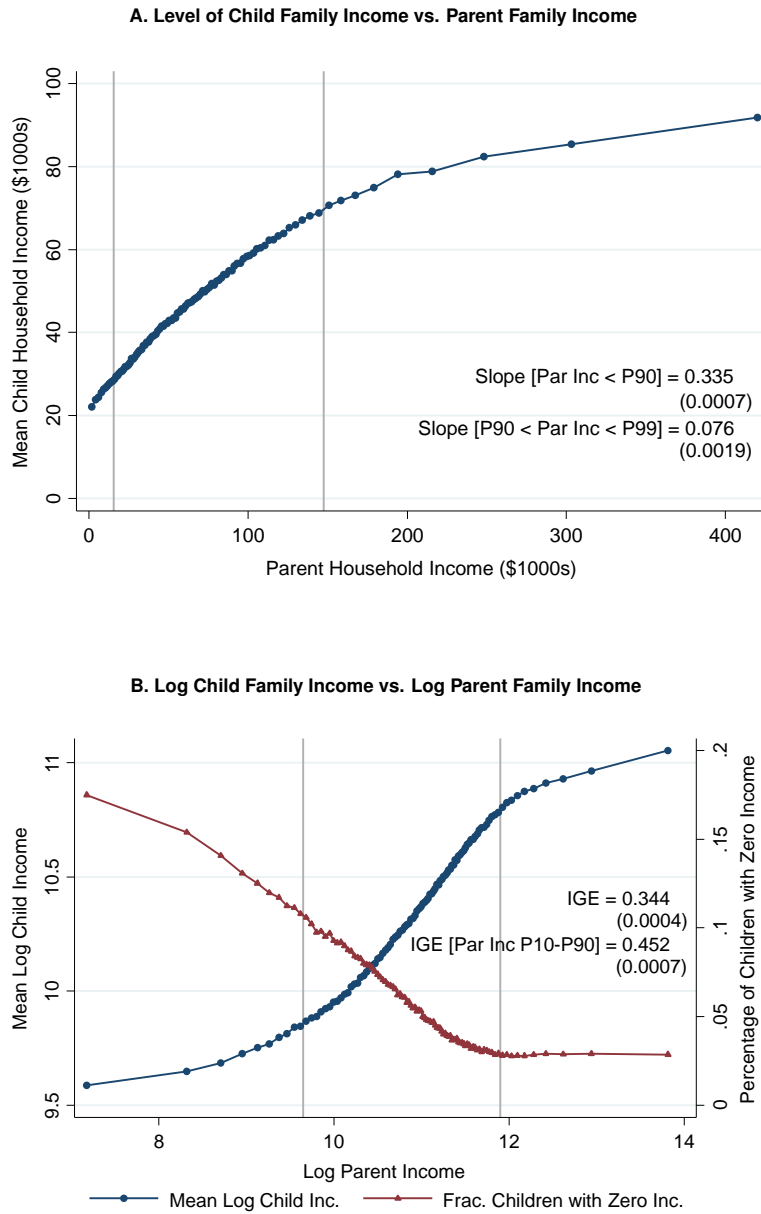 A. Level of Child Family Income vs. Parent Family Income
Mean Child Household Income ($1000s)
100
80
60
40
20
0
Slope [Par Inc < P90] = 0.335
(0.0007)
Slope [P90 < Par Inc < P99] = 0.076
(0.0019)
0 100 200 300 400
Parent Household Income ($1000s)
B. Log Child Family Income vs. Log Parent Family Income
Mean Log Child Income
11
10.5
10
9.5
IGE = 0.344
(0.0004)
IGE [Par Inc P10-P90] = 0.452
(0.0007)
.2
.15
.1
.05
0
Percentage of Children with Zero Income
8 10 12 14
Log Parent Income
Mean Log Child Inc. Frac. Children with Zero Inc.